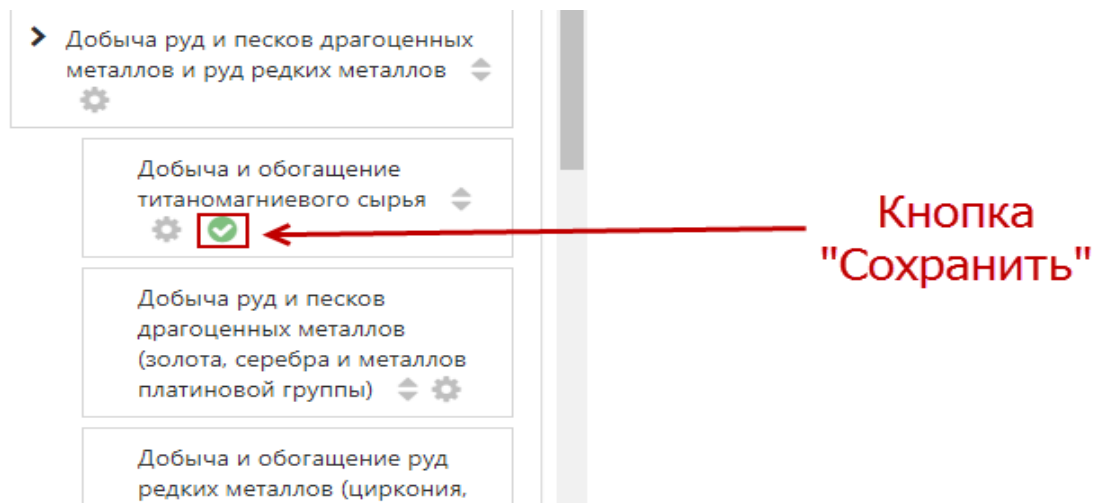 Добыча руд и песков драгоценных
металлов и руд редких металлов
Добыча и обогащение
титаномагниевого сырья
Кнопка
"Сохранить"
Добыча руд и песков
драгоценных металлов
(золота, серебра и металлов
платиновой группы)
Добыча и обогащение руд
редких металлов (циркония,